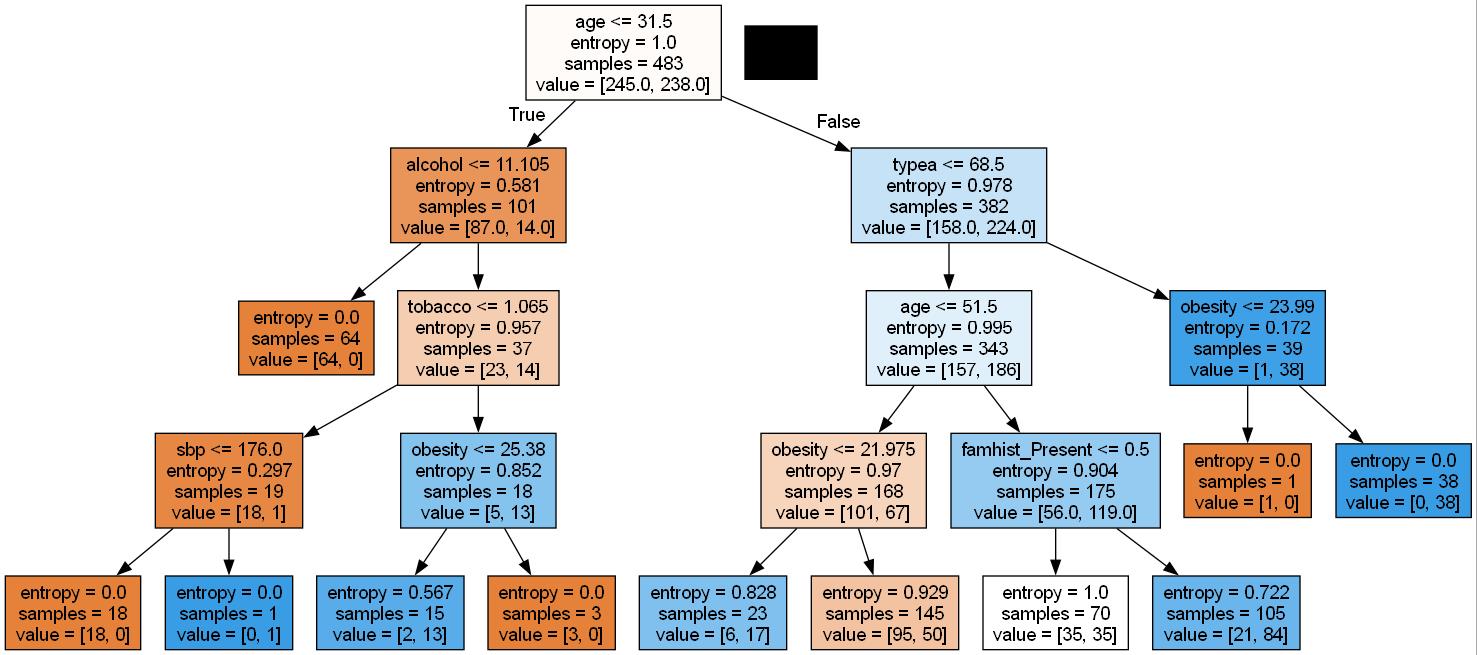 age <= 31.5
entropy = 1.0
samples = 483
value = [245.0, 238.0]
True
False
alcohol <= 11.105
entropy = 0.581
samples = 101
value = [87.0, 14.0]
typea <= 68.5
entropy = 0.978
samples = 382
value = [158.0, 224.0]
entropy = 0.0
samples = 64
value = [64, 0]
tobacco <= 1.065
entropy = 0.957
samples = 37
value = [23, 14]
age <= 51.5
entropy = 0.995
samples = 343
value = [157, 186]
obesity <= 23.99
entropy = 0.172
samples = 39
value = [1, 38]
sbp <= 176.0
entropy = 0.297
samples = 19
value = [18, 1]
obesity <= 25.38
entropy = 0.852
samples = 18
value = [5, 13]
obesity <= 21.975
entropy = 0.97
samples = 168
value = [101, 67]
famhist_Present <= 0.5
entropy = 0.904
samples = 175
value = [56.0, 119.0]
entropy = 0.0
samples = 1
value = [1, 0]
entropy = 0.0
samples = 38
value = [0, 38]
entropy = 0.0
samples = 18
value = [18, 0]
entropy = 0.0
samples = 1
value = [0, 1]
entropy = 0.567
samples = 15
value = [2, 13]
entropy = 0.0
samples = 3
value = [3, 0]
entropy = 0.828
samples = 23
value = [6, 17]
entropy = 0.929
samples = 145
value = [95, 50]
entropy = 1.0
samples = 70
value = [35, 35]
entropy = 0.722
samples = 105
value = [21, 84]